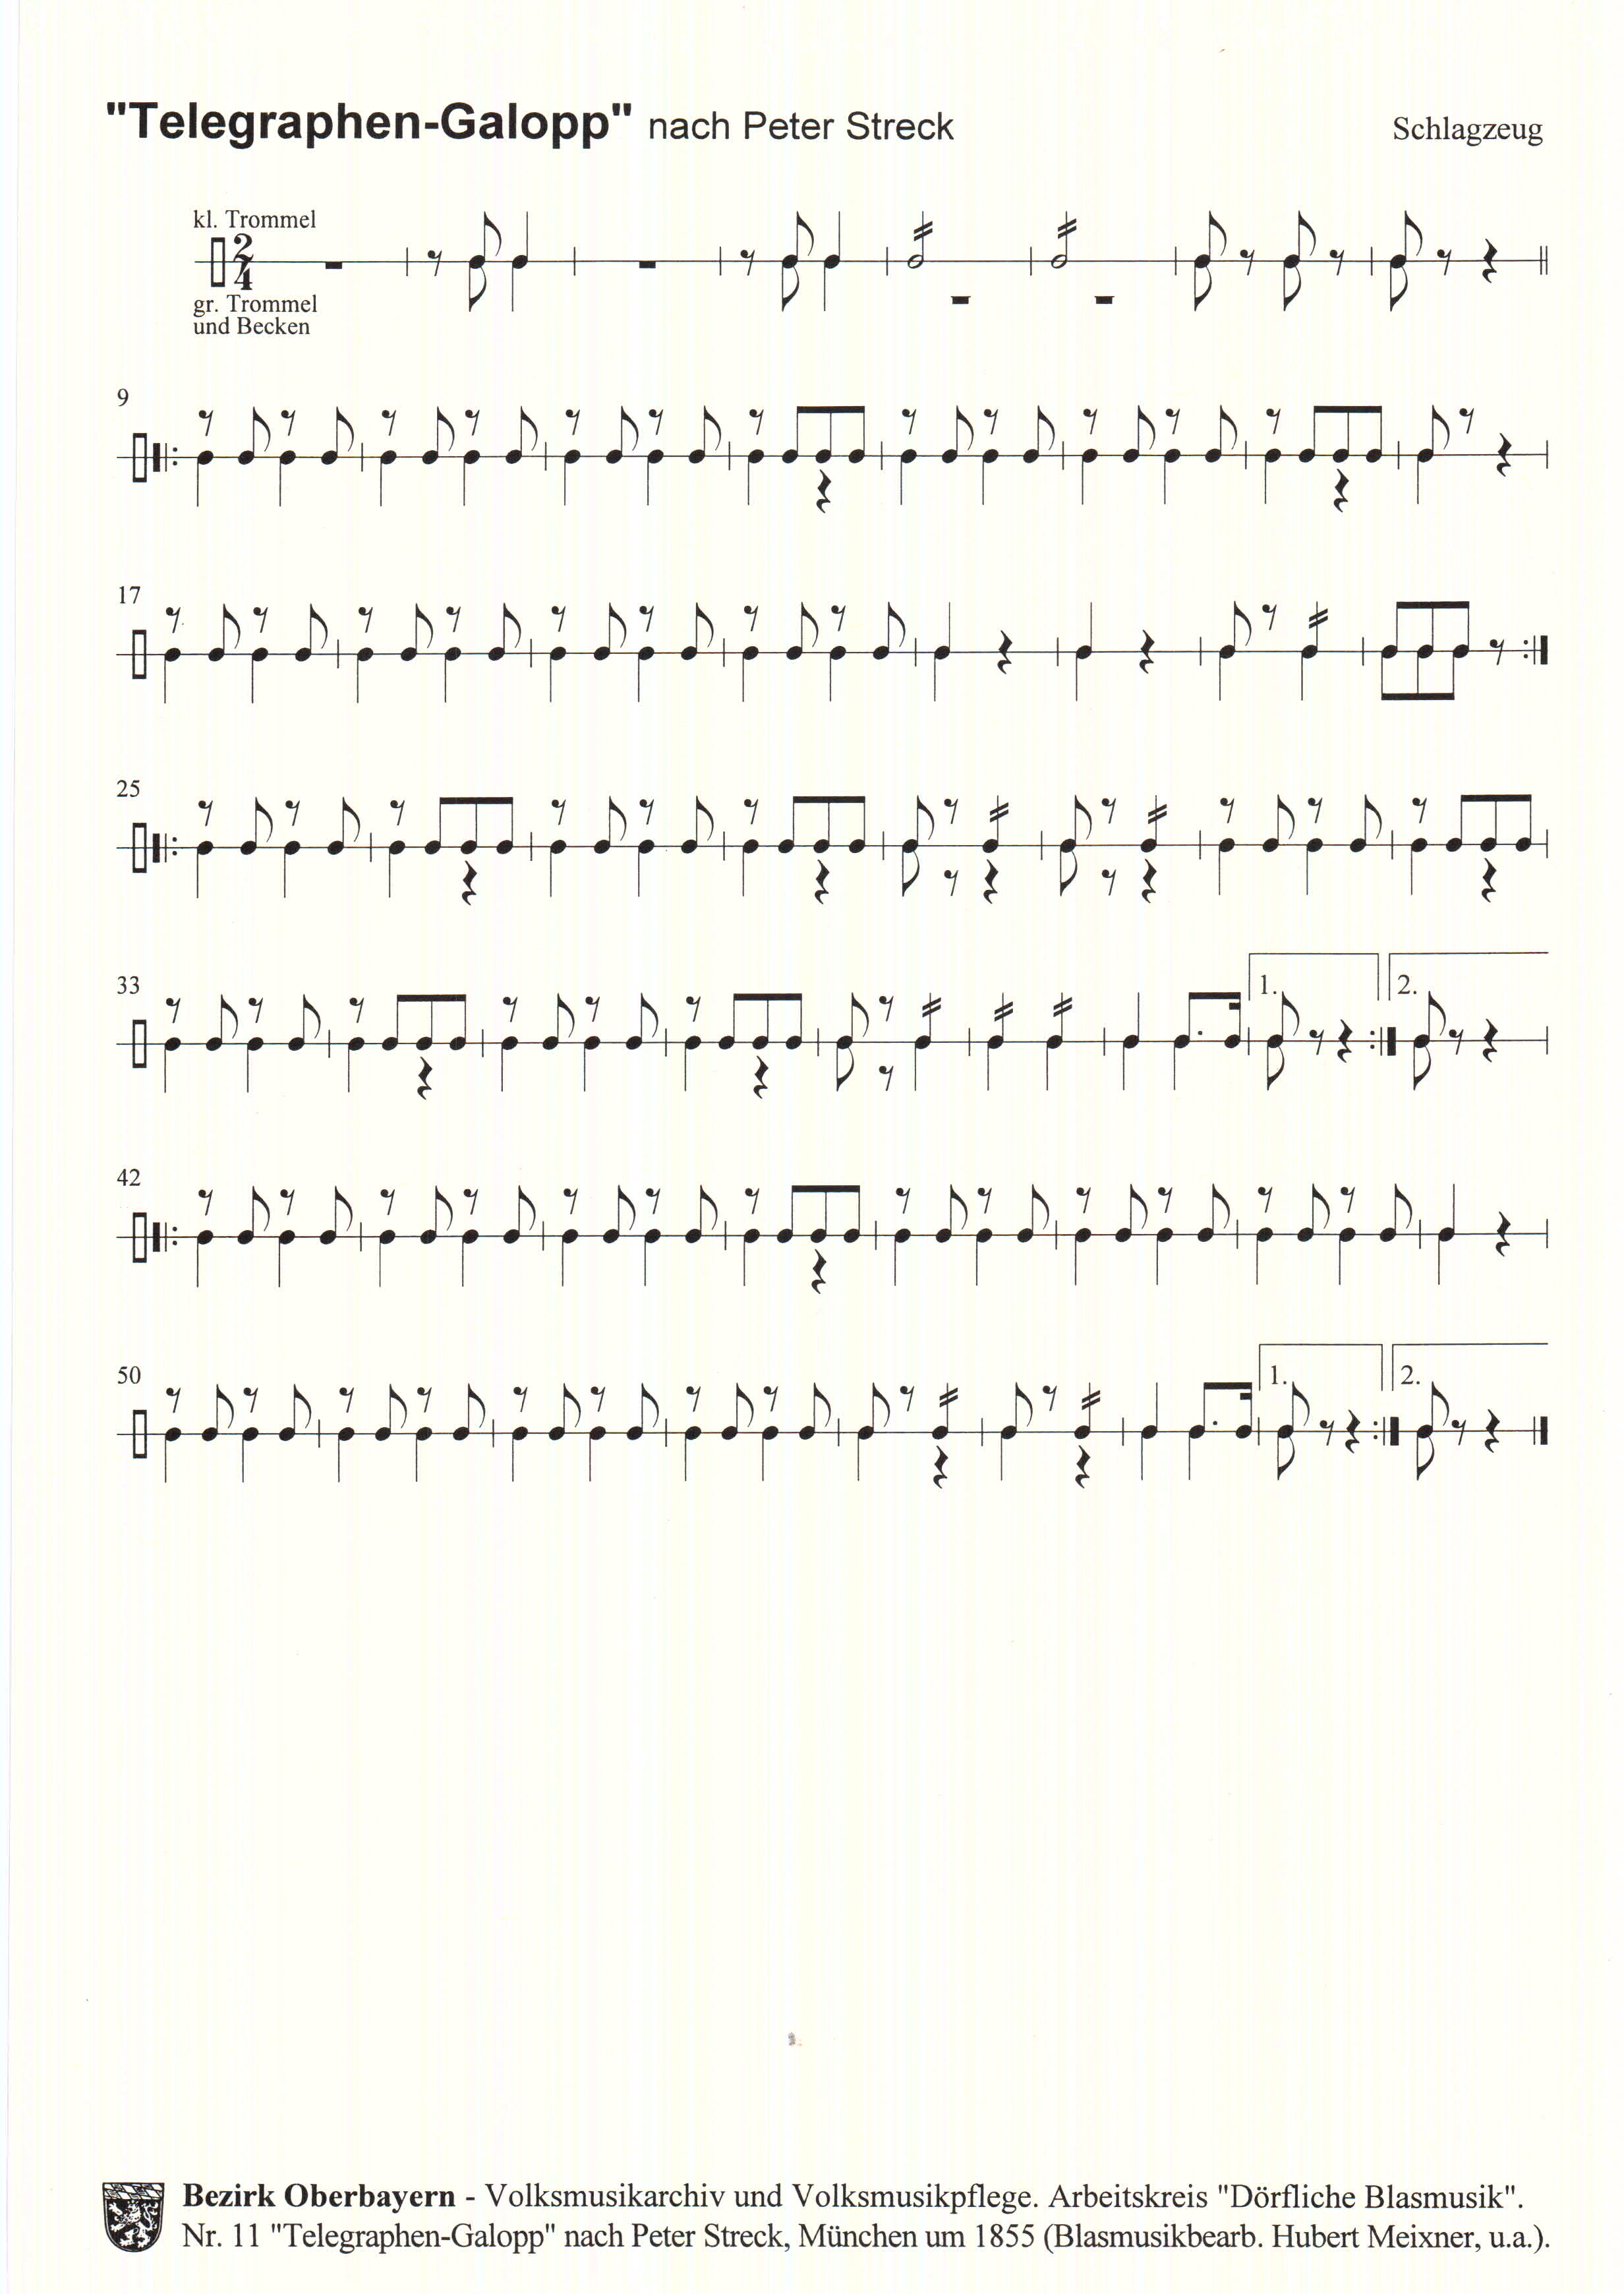 "Telegraphen-Galopp" nach Peter Streck
Schlagzeug
kl. Trommel
2
4
gr. Trommel
und Becken
9
17
25
33
1.
2.
42
50
1.
2.
Bezirk Oberbayern - Volksmusikarchiv und Volksmusikpflege. Arbeitskreis "Dörfliche Blasmusik".
Nr. 11 "Telegraphen-Galopp" nach Peter Streck, München um 1855 (Blasmusikbearb. Hubert Meixner, u.a.).